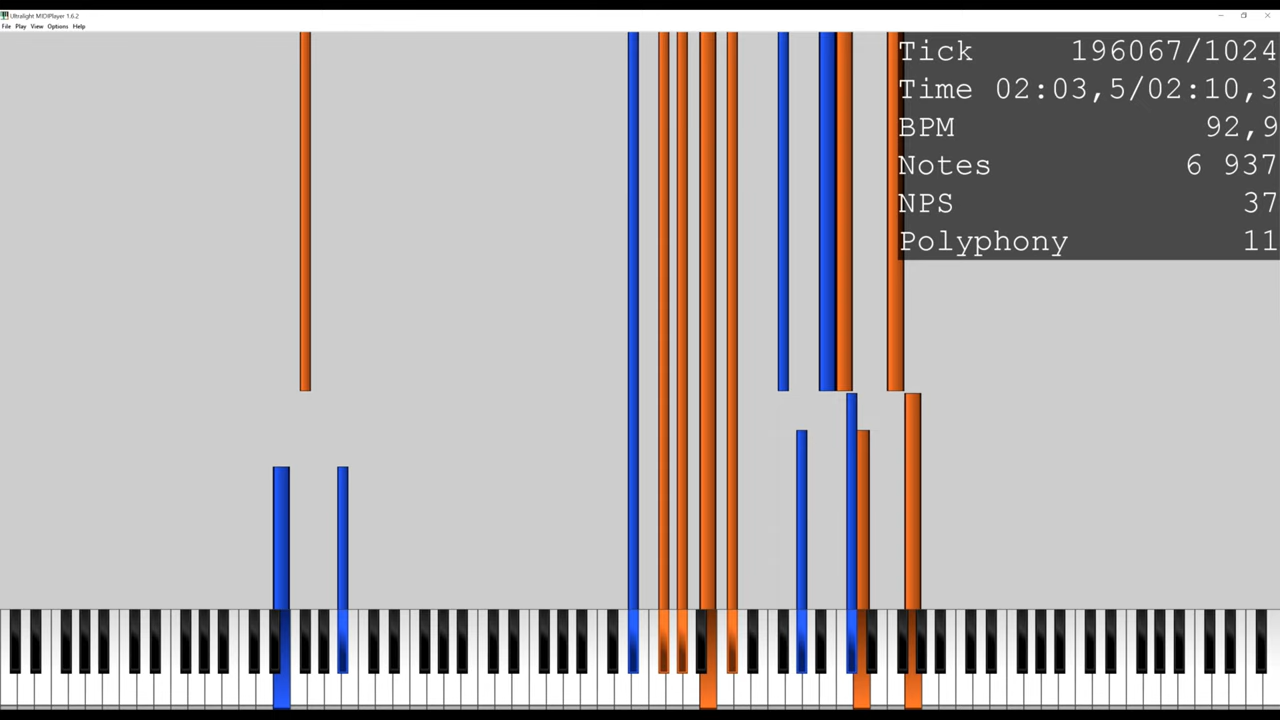 Ultralight MIDIPlayer 1.6.2
File Play View Options Help
Tick 196067/1024
Time 02:03,5/02:10,3
BPM 92,9
Notes 6 937
NPS 37
Polyphony 11